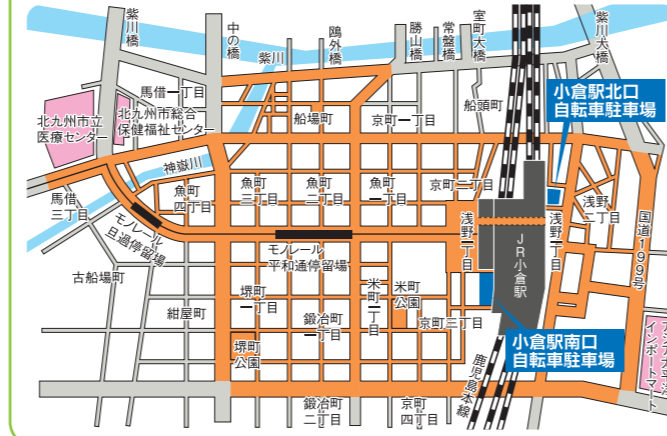 紫川橋
中の橋
紫川
鷗外橋
勝山橋
常盤橋
室町大橋
紫川大橋
馬借一丁目
北九州市立
医療センター
北九州市総合
保健福祉センター
船場町
京町一丁目
船頭町
小倉駅北口
自転車駐車場
神嶽川
馬借
三丁目
魚町
四丁目
魚町
三丁目
魚町
二丁目
魚町
一丁目
京町二丁目
浅野
二丁目
モノレール
旦過停留場
モノレール
平和通停留場
浅野一丁目
JR小倉駅
浅野一丁目
国道199号
古船場町
紺屋町
堺町
一丁目
鍛冶町
一丁目
米町一丁目
米町
公園
京町三丁目
堺町
公園
小倉駅南口
自転車駐車場
鹿児島本線
インポートマート
鍛冶町
二丁目
京町
四丁目